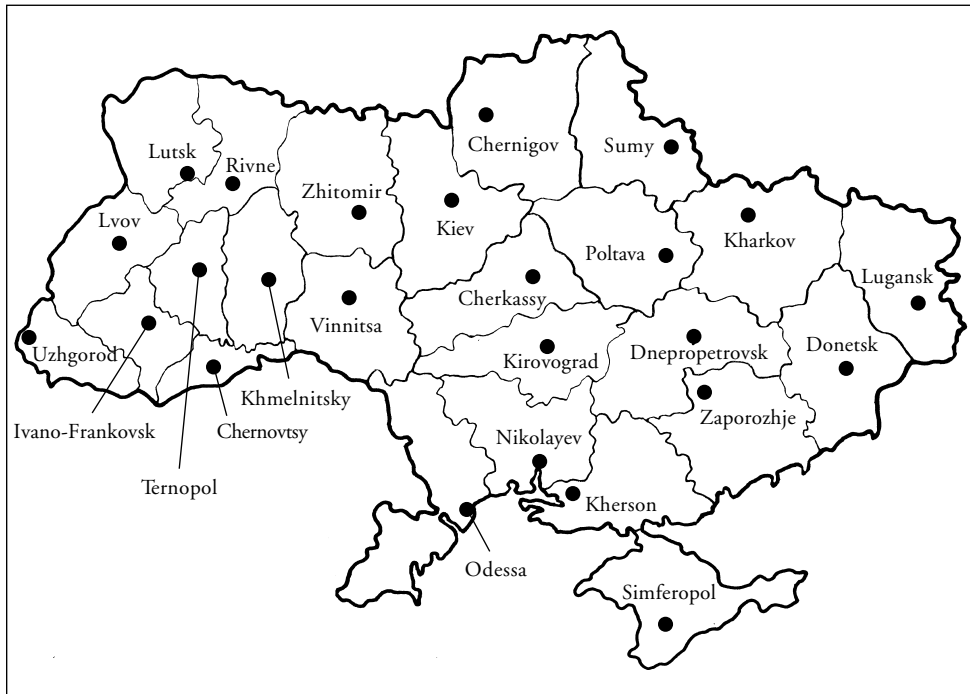 Chernigov
Sumy
Lutsk
Rivne
Zhitomir
Lvov
Kiev
Poltava
Kharkov
Lugansk
Cherkassy
Vinnitsa
Uzhgorod
Kirovograd
Dnepropetrovsk
Donetsk
Khmelnitsky
Zaporozhje
Ivano-Frankovsk
Chernovtsy
Nikolayev
Ternopol
Kherson
Odessa
Simferopol